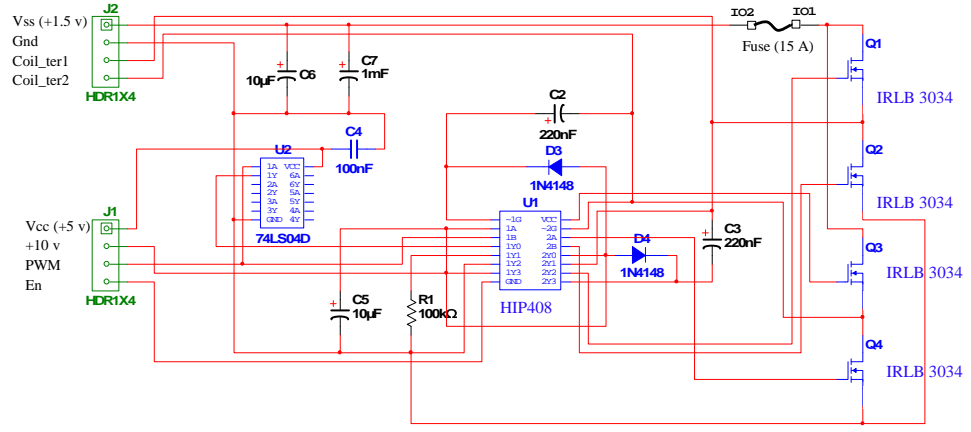 J2
Vss (+1.5 v)
Gnd
Coil_ter1
Coil_ter2
HDR1X4
C6
10µF
C7
1mF
IO2
IO1
Fuse (15 A)
Q1
IRLB 3034
C2
220nF
C4
100nF
U2
1A VCC
1Y 6A
2A 6Y
2Y 5A
3A 5Y
3Y 4A
GND 4Y
74LS04D
D3
1N4148
Q2
IRLB 3034
J1
Vcc (+5 v)
+10 v
PWM
En
HDR1X4
U1
~1G VCC
1A ~2G
1B 2A
1Y0 2B
1Y1 2Y0
1Y2 2Y1
1Y3 2Y2
GND 2Y3
HIP408
D4
1N4148
C3
220nF
Q3
IRLB 3034
C5
10µF
R1
100kΩ
Q4
IRLB 3034